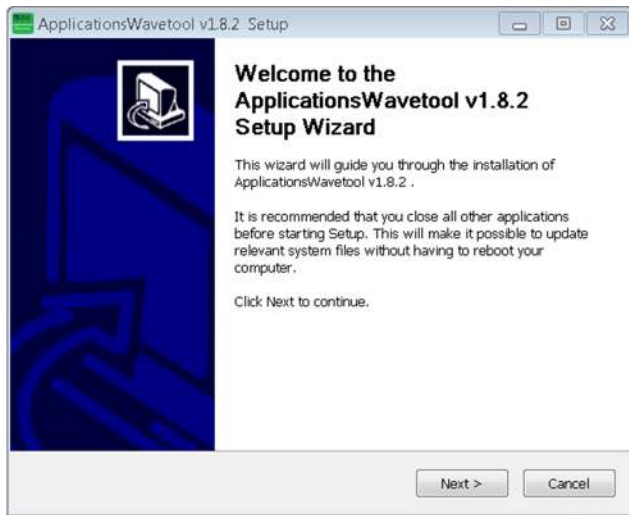 ApplicationsWavetool v1.8.2 Setup
Welcome to the
ApplicationsWavetool v1.8.2
Setup Wizard
This wizard will guide you through the installation of
ApplicationsWavetool v1.8.2 .
It is recommended that you close all other applications
before starting Setup. This will make it possible to update
relevant system files without having to reboot your
computer.
Click Next to continue.
Next >
Cancel